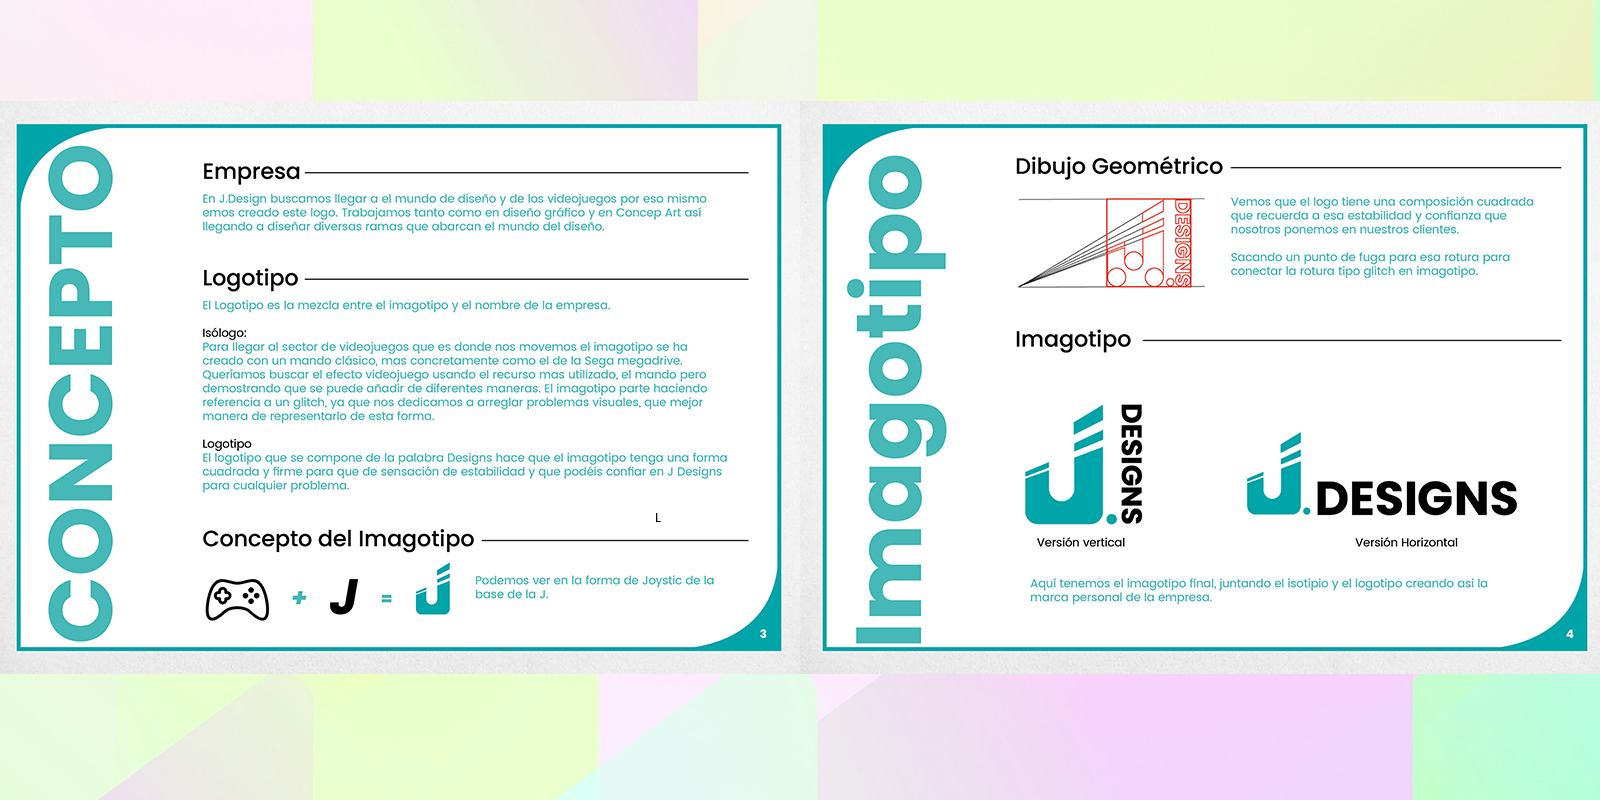 CONCEPTO
Empresa
En J.Design buscamos llegar a el mundo de diseño y de los videojuegos por eso mismo
emos creado este logo. Trabajamos tanto como en diseño gráfico y en Concep Art así
llegando a diseñar diversas ramas que abarcan el mundo del diseño.
Logotipo
El Logotipo es la mezcla entre el imagotipo y el nombre de la empresa.
Isólogo:
Para llegar al sector de videojuegos que es donde nos movemos el imagotipo se ha
creado con un mando clásico, mas concretamente como el de la Sega megadrive.
Queríamos buscar el efecto videojuego usando el recurso mas utilizado, el mando pero
demostrando que se puede añadir de diferentes maneras. El imagotipo parte haciendo
referencia a un glitch, ya que nos dedicamos a arreglar problemas visuales, que mejor
manera de representarlo de esta forma.
Logotipo
El logotipo que se compone de la palabra Designs hace que el imagotipo tenga una forma
cuadrada y firme para que de sensación de estabilidad y que podéis confiar en J Designs
para cualquier problema.
L
Concepto del Imagotipo
+ J =
Podemos ver en la forma de Joystic de la
base de la J.
3
Imagotipo
Dibujo Geométrico
DESIGNS
Vemos que el logo tiene una composición cuadrada
que recuerda a esa estabilidad y confianza que
nosotros ponemos en nuestros clientes.
Sacando un punto de fuga para esa rotura para
conectar la rotura tipo glitch en imagotipo.
Imagotipo
J.DESIGNS
J.DESIGNS
Versión vertical
Versión Horizontal
Aquí tenemos el imagotipo final, juntando el isotipio y el logotipo creando asi la
marca personal de la empresa.
4